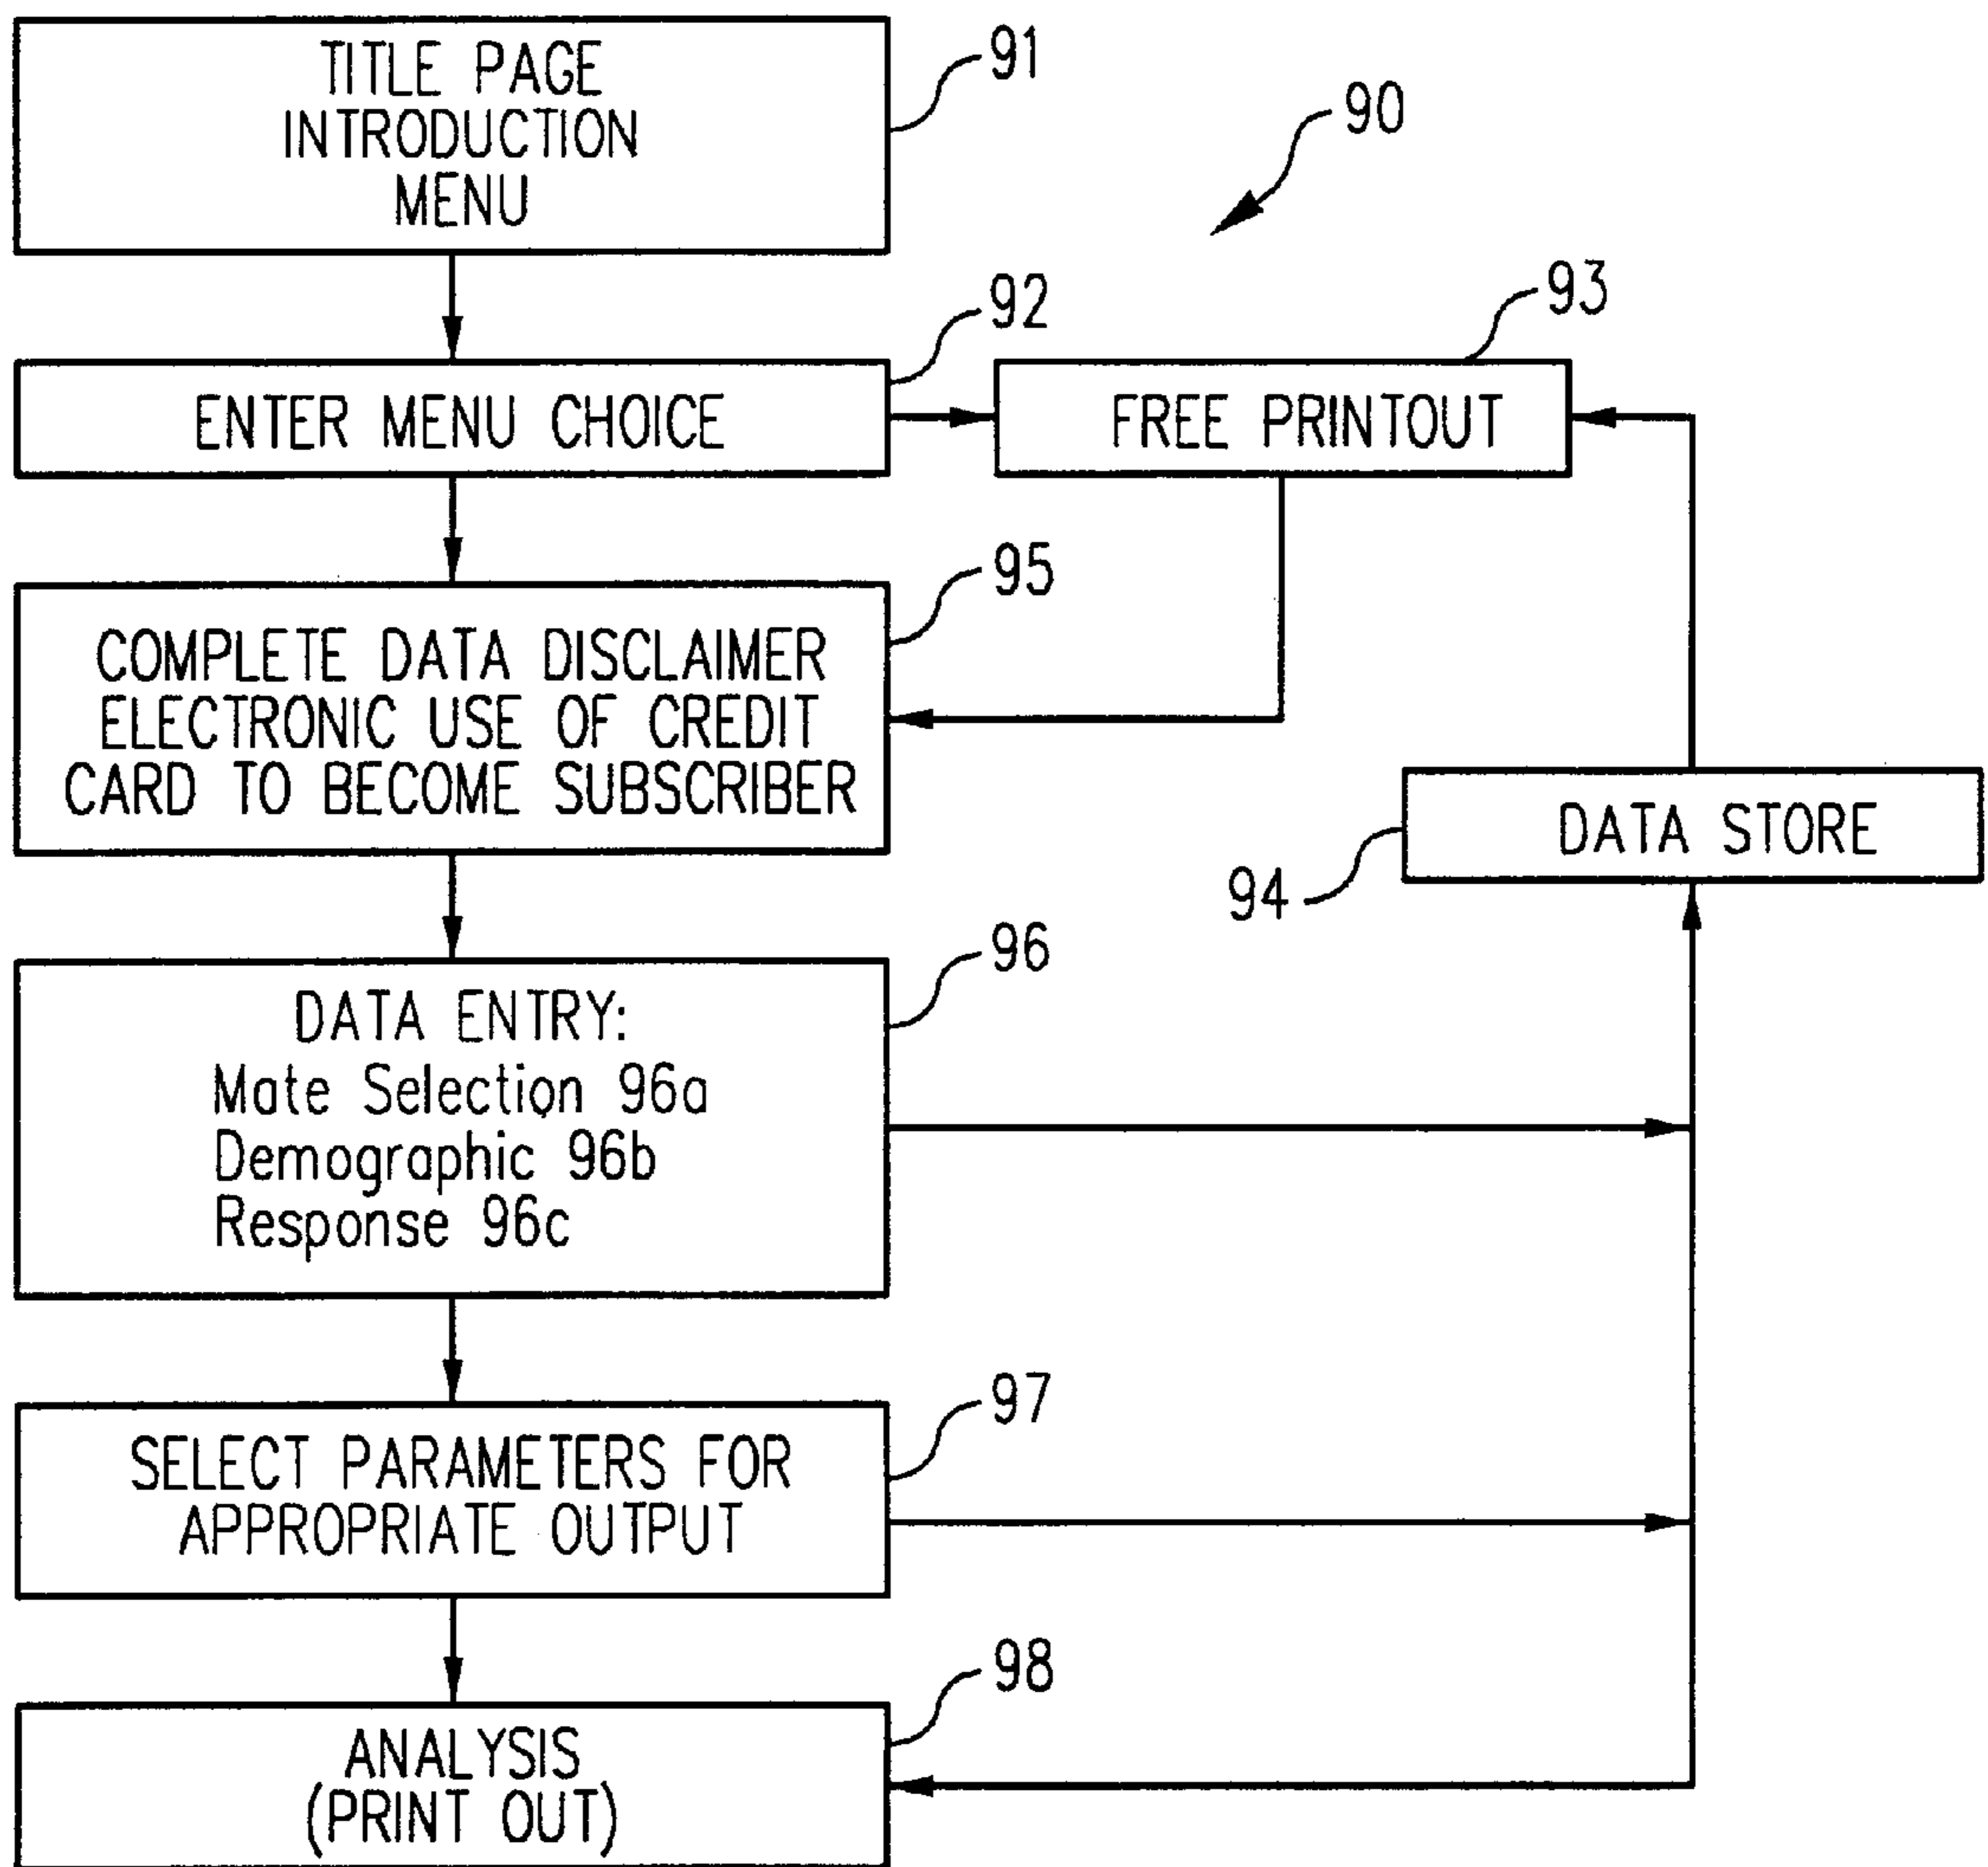 TITLE PAGE
INTRODUCTION
MENU
91
90
ENTER MENU CHOICE
92
FREE PRINTOUT
93
COMPLETE DATA DISCLAIMER
ELECTRONIC USE OF CREDIT
CARD TO BECOME SUBSCRIBER
95
DATA STORE
94
DATA ENTRY:
Mate Selection 96a
Demographic 96b
Response 96c
96
SELECT PARAMETERS FOR
APPROPRIATE OUTPUT
97
ANALYSIS
(PRINT OUT)
98